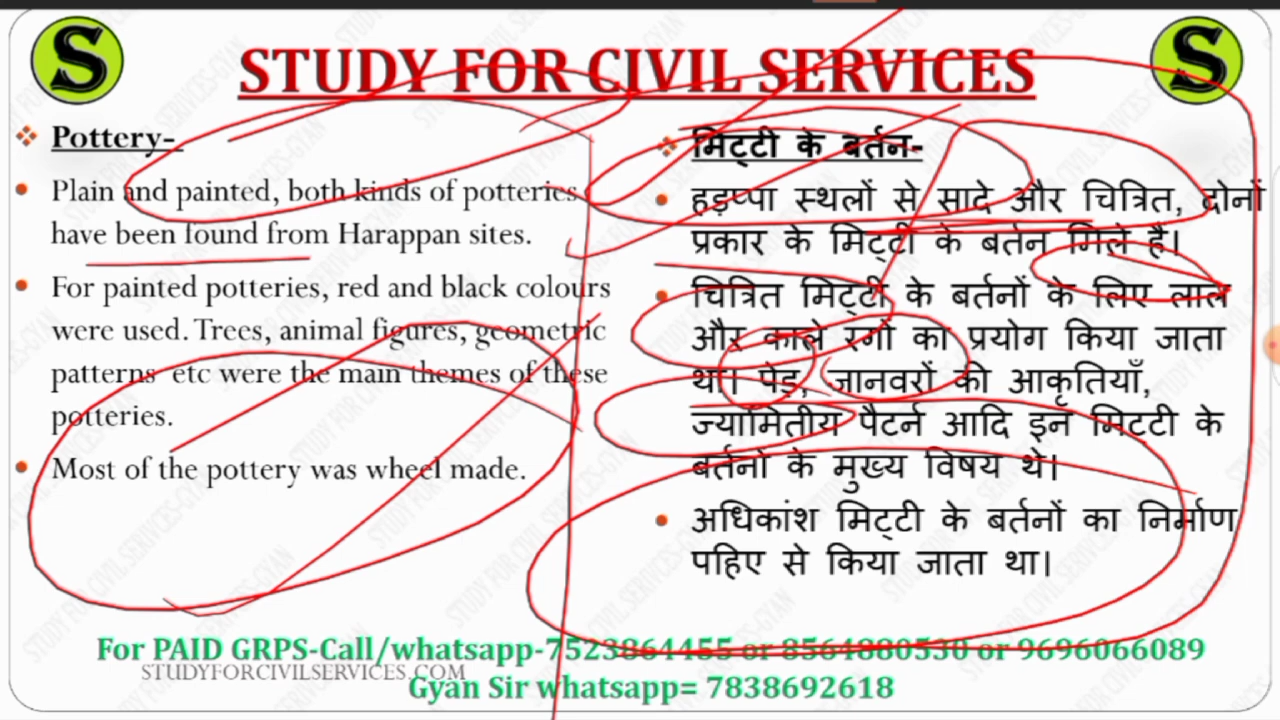 S
STUDY FOR CIVIL SERVICES
S
Pottery-
Plain and painted, both kinds of potteries
have been found from Harappan sites.
For painted potteries, red and black colours
were used. Trees, animal figures, geometric
patterns etc were the main themes of these
potteries.
Most of the pottery was wheel made.
मिट्टी के बर्तन-
हड़प्पा स्थलों से सादे और चित्रित, दोनों
प्रकार के मिट्टी के बर्तन मिले हैं।
चित्रित मिट्टी के बर्तनों के लिए लाल
और काले रंगों का प्रयोग किया जाता
था। पेड़, जानवरों की आकृतियाँ,
ज्यामितीय पैटर्न आदि इन मिटटी के
बर्तनों के मुख्य विषय थे।
अधिकांश मिट्टी के बर्तनों का निर्माण
पहिए से किया जाता था।
For PAID GRPS-Call/whatsapp-7523864455 or 8564880530 or 9696066089
STUDYFORCIVILSERVICES.COM
Gyan Sir whatsapp= 7838692618